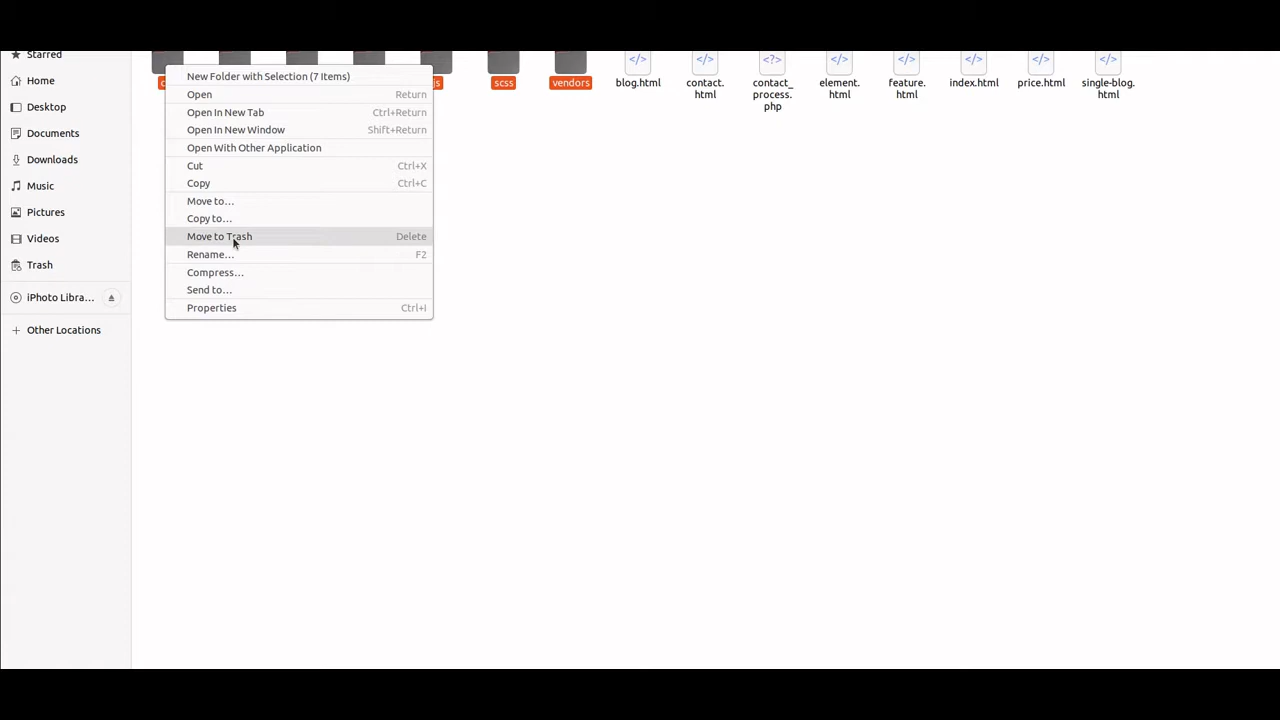 Starred
Home
Desktop
Documents
Downloads
Music
Pictures
Videos
Trash
iPhoto Libra...
Other Locations
js
scss
vendors
blog.html
contact.
html
contact_
process.
php
element.
html
feature.
html
index.html
price.html
single-blog.
html
New Folder with Selection (7 Items)
Open Return
Open In New Tab Ctrl+Return
Open In New Window Shift+Return
Open With Other Application
Cut Ctrl+X
Copy Ctrl+C
Move to...
Copy to...
Move to Trash Delete
Rename... F2
Compress...
Send to...
Properties Ctrl+I